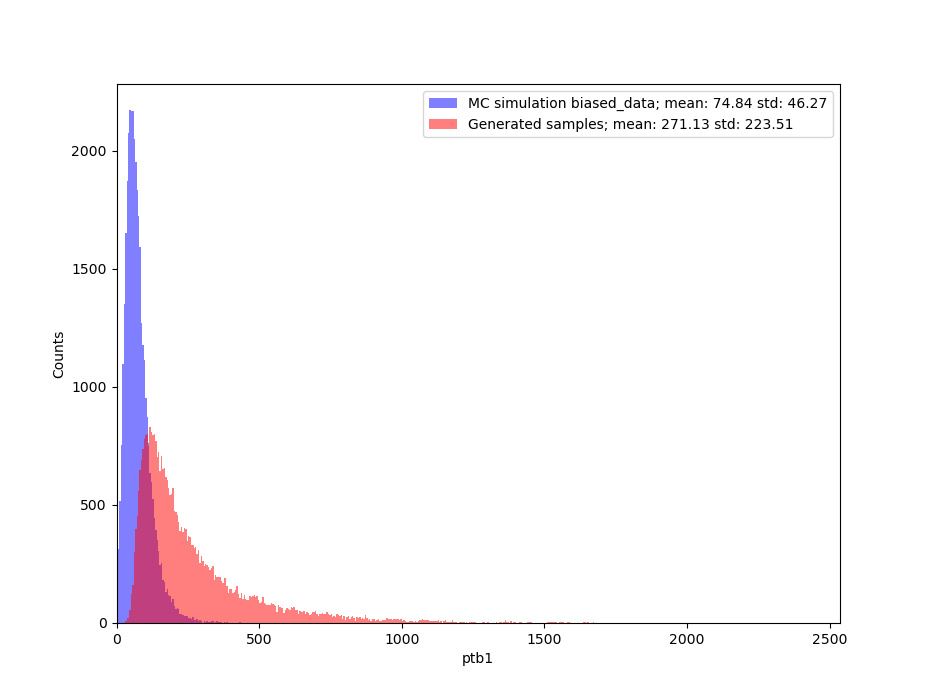 MC simulation biased_data; mean: 74.84 std: 46.27
Generated samples; mean: 271.13 std: 223.51
2000
1500
1000
500
0
Counts
0 500 1000 1500 2000 2500
ptb1